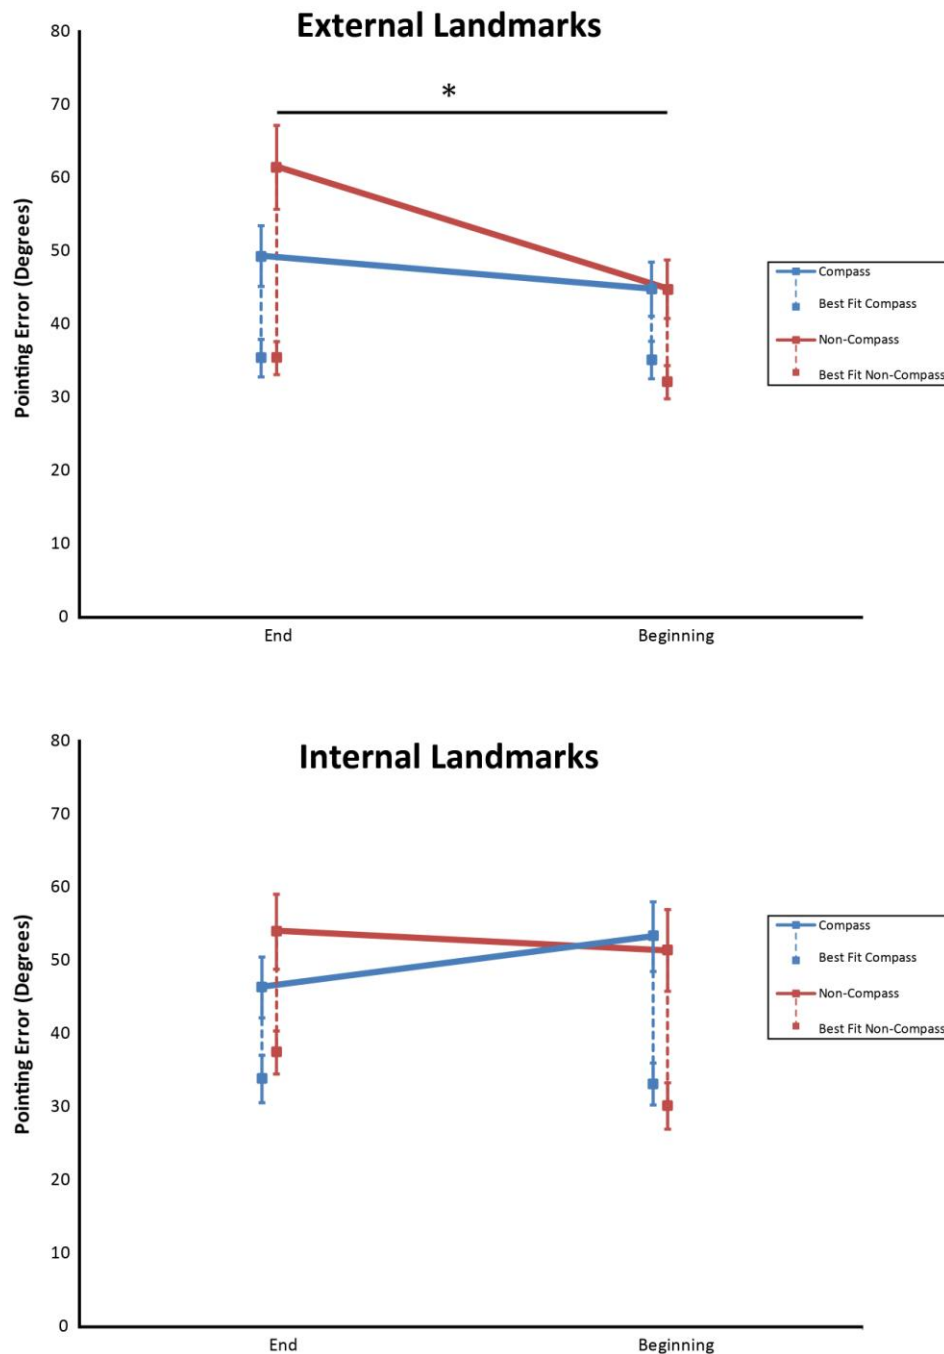 External Landmarks
80
70
60
50
40
30
20
10
0
Pointing Error (Degrees)
*
Compass
Best Fit Compass
Non-Compass
Best Fit Non-Compass
End
Beginning
Internal Landmarks
80
70
60
50
40
30
20
10
0
Pointing Error (Degrees)
Compass
Best Fit Compass
Non-Compass
Best Fit Non-Compass
End
Beginning